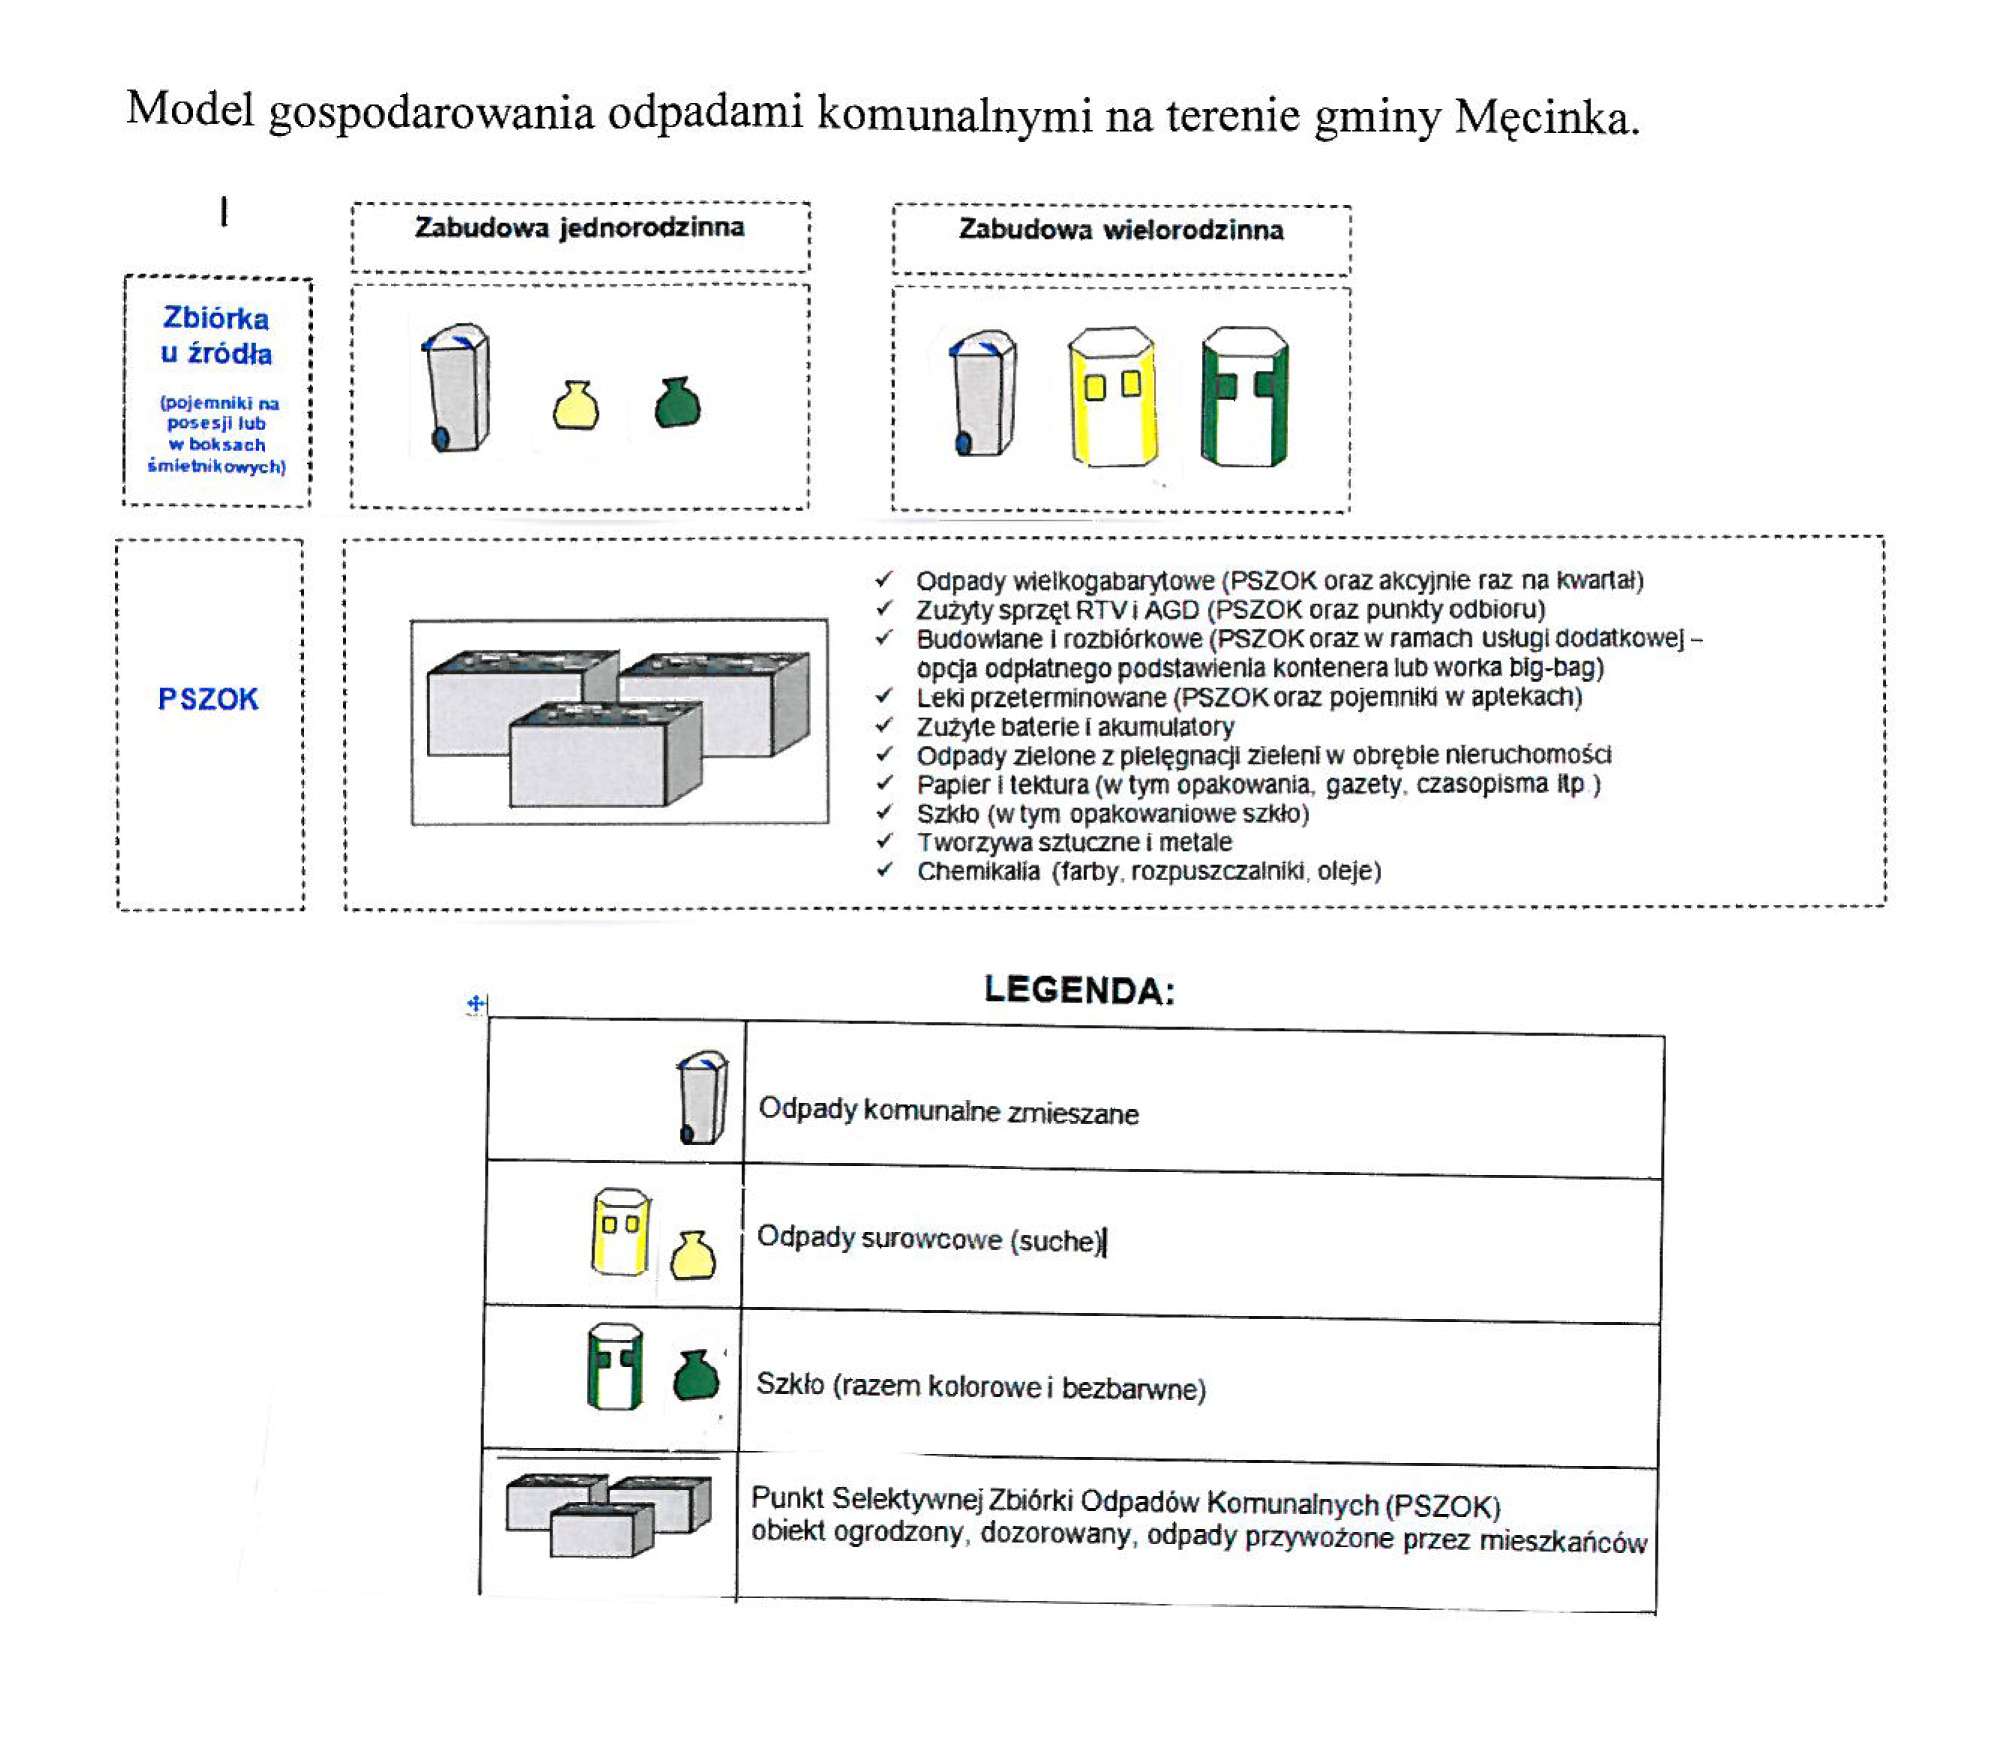 Model gospodarowania odpadami komunalnymi na terenie gminy Męcinka.
Zabudowa jednorodzinna
Zabudowa wielorodzinna
Zbiórka
u źródła
(pojemniki na
posesji lub
w boksach
śmietnikowych)
PSZOK
✓ Odpady wielkogabarytowe (PSZOK oraz akcyjnie raz na kwartał)
✓ Zużyty sprzęt RTV i AGD (PSZOK oraz punkty odbioru)
✓ Budowlane i rozbiórkowe (PSZOK oraz w ramach usługi dodatkowej –
opcja odpłatnego podstawienia kontenera lub worka big-bag)
✓ Leki przeterminowane (PSZOK oraz pojemniki w aptekach)
✓ Zużyte baterie i akumulatory
✓ Odpady zielone z pielęgnacji zieleni w obrębie nieruchomości
✓ Papier i tektura (w tym opakowania, gazety, czasopisma itp.)
✓ Szkło (w tym opakowaniowe szkło)
✓ Tworzywa sztuczne i metale
✓ Chemikalia (farby, rozpuszczalniki, oleje)
LEGENDA:
Odpady komunalne zmieszane
Odpady surowcowe (suche)
Szkło (razem kolorowe i bezbarwne)
Punkt Selektywnej Zbiórki Odpadów Komunalnych (PSZOK)
obiekt ogrodzony, dozorowany, odpady przywożone przez mieszkańców